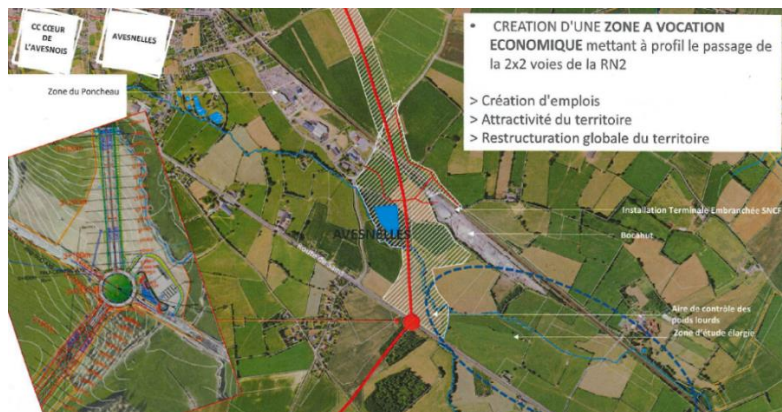 CC CŒUR
DE
L'AVESNOIS
AVESNELLES
• CREATION D'UNE ZONE A VOCATION
ECONOMIQUE mettant à profil le passage de
la 2x2 voies de la RN2
> Création d'emplois
> Attractivité du territoire
> Restructuration globale du territoire
Zone du Poncheau
Installation Terminale Embranchée SNCF
AVESNELLES
Bocahut
Aire de contrôle des
poids lourds
Zone d'étude élargie